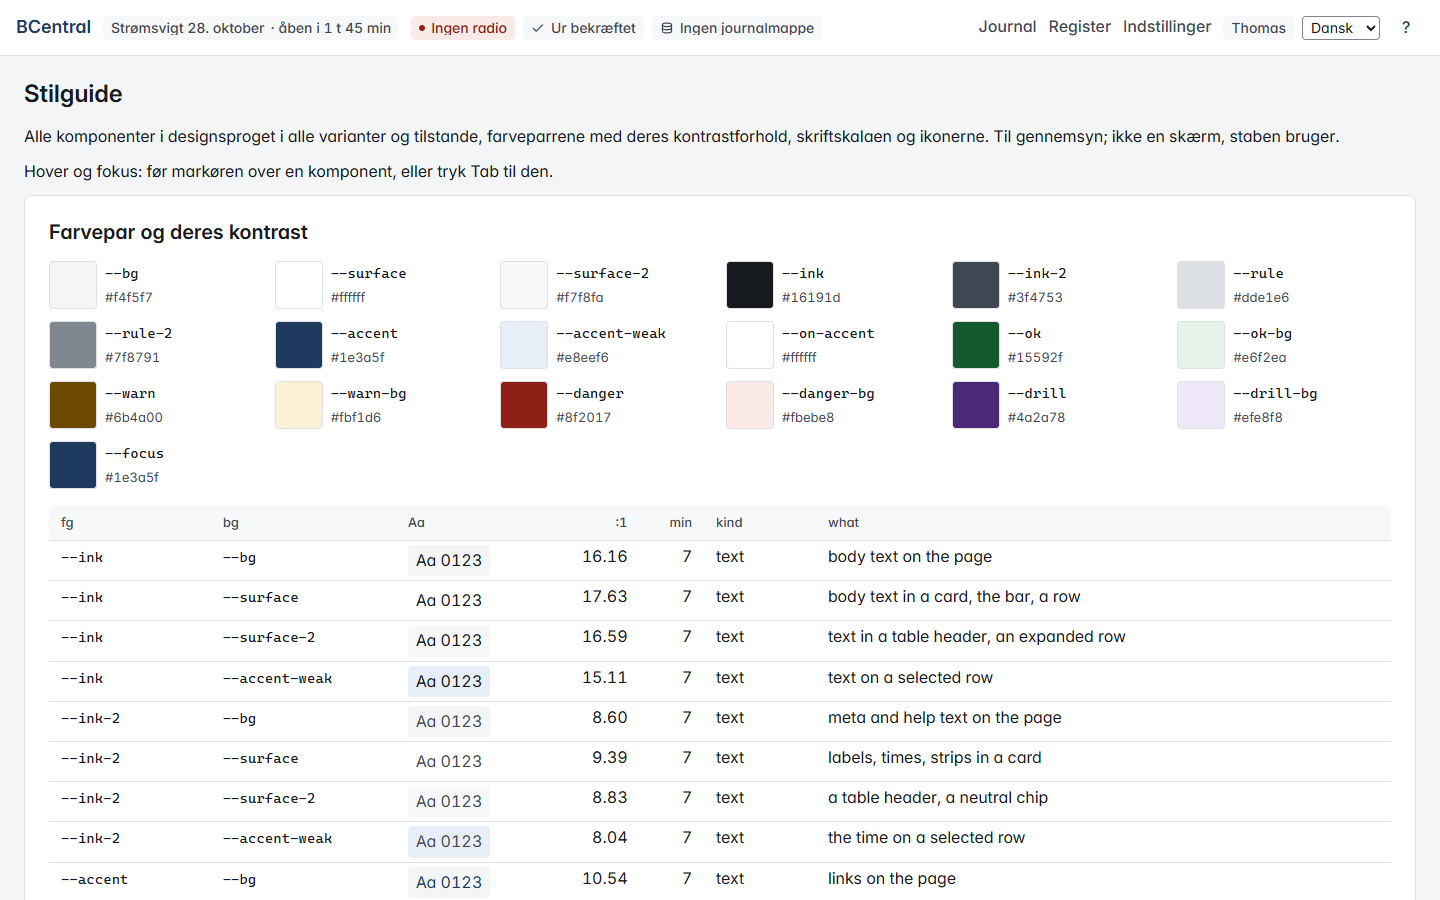 BCentral Strømsvigt 28. oktober · åben i 1 t 45 min Ingen radio Ur bekræftet Ingen journalmappe Journal Register Indstillinger Thomas Dansk ?
Stilguide
Alle komponenter i designsproget i alle varianter og tilstande, farveparrene med deres kontrastforhold, skriftskalaen og ikonerne. Til gennemsyn; ikke en skærm, staben bruger.
Hover og fokus: før markøren over en komponent, eller tryk Tab til den.
Farvepar og deres kontrast
--bg --surface --surface-2 --ink --ink-2 --rule
#f4f5f7 #ffffff #f7f8fa #16191d #3f4753 #dde1e6
--rule-2 --accent --accent-weak --on-accent --ok --ok-bg
#7f8791 #1e3a5f #e8eef6 #ffffff #15592f #e6f2ea
--warn --warn-bg --danger --danger-bg --drill --drill-bg
#6b4a00 #fbf1d6 #8f2017 #fbebe8 #4a2a78 #efe8f8
--focus
#1e3a5f
fg bg Aa :1 min kind what
--ink --bg Aa 0123 16.16 7 text body text on the page
--ink --surface Aa 0123 17.63 7 text body text in a card, the bar, a row
--ink --surface-2 Aa 0123 16.59 7 text text in a table header, an expanded row
--ink --accent-weak Aa 0123 15.11 7 text text on a selected row
--ink-2 --bg Aa 0123 8.60 7 text meta and help text on the page
--ink-2 --surface Aa 0123 9.39 7 text labels, times, strips in a card
--ink-2 --surface-2 Aa 0123 8.83 7 text a table header, a neutral chip
--ink-2 --accent-weak Aa 0123 8.04 7 text the time on a selected row
--accent --bg Aa 0123 10.54 7 text links on the page